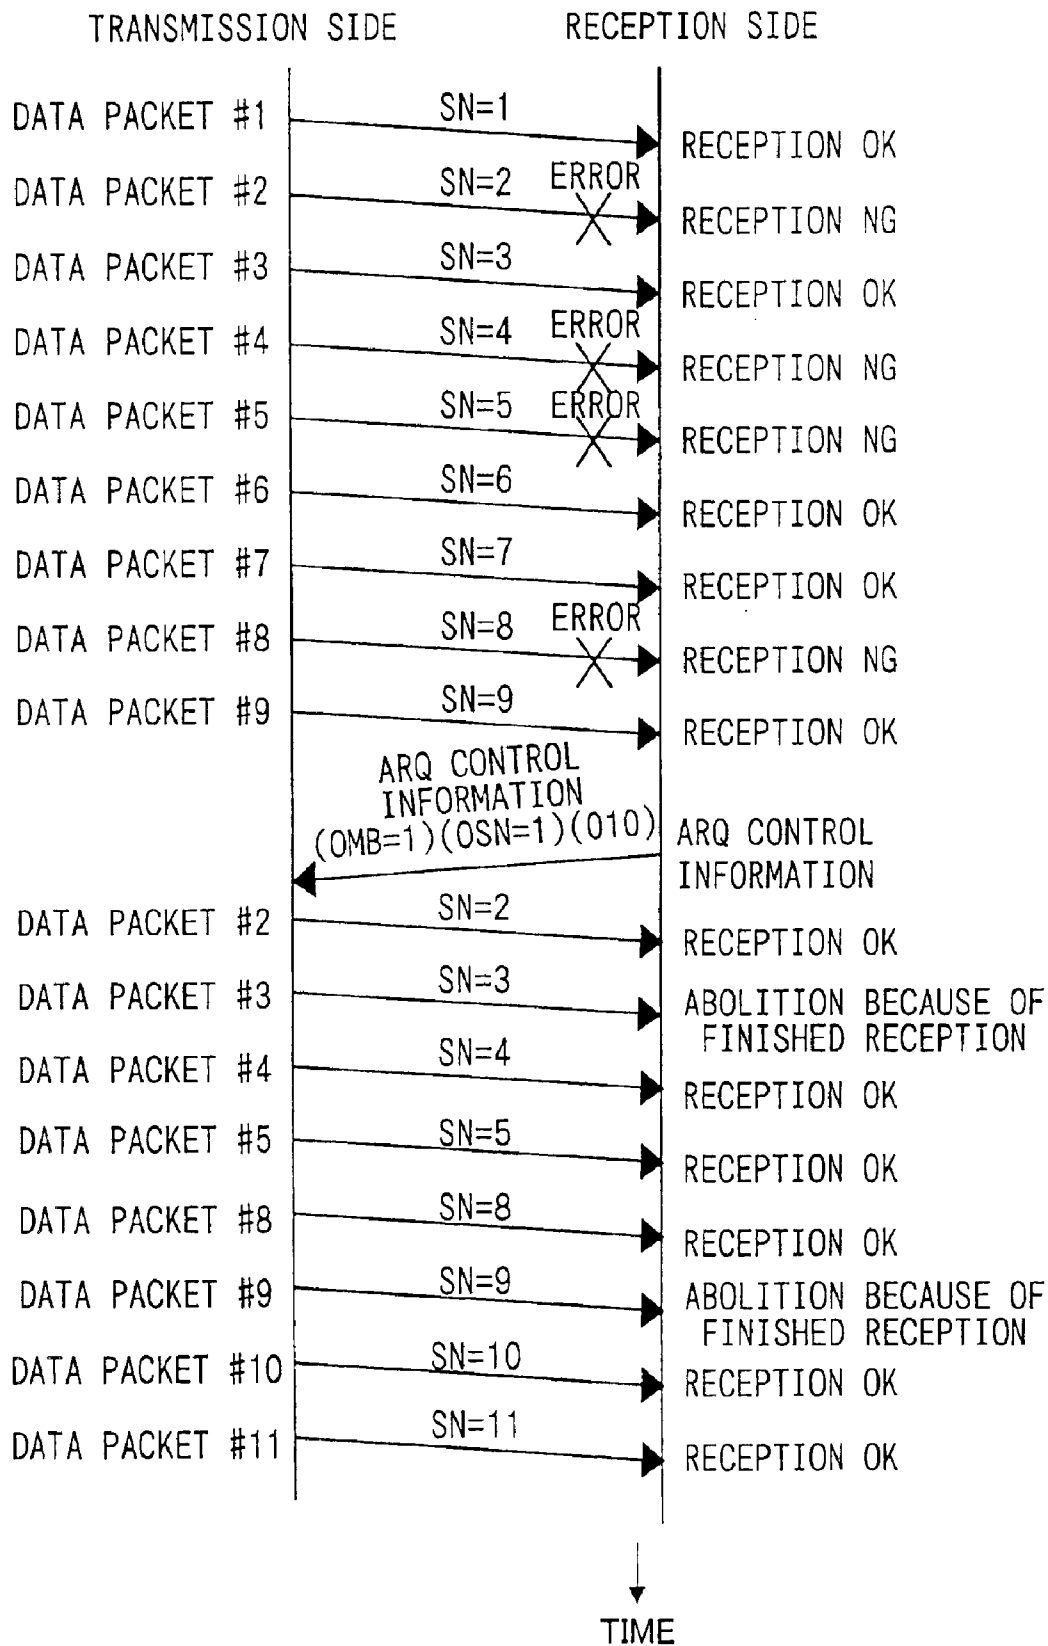 TRANSMISSION SIDE
RECEPTION SIDE
DATA PACKET #1
SN=1
RECEPTION OK
DATA PACKET #2
SN=2
ERROR
RECEPTION NG
DATA PACKET #3
SN=3
RECEPTION OK
DATA PACKET #4
SN=4
ERROR
RECEPTION NG
DATA PACKET #5
SN=5
ERROR
RECEPTION NG
DATA PACKET #6
SN=6
RECEPTION OK
DATA PACKET #7
SN=7
RECEPTION OK
DATA PACKET #8
SN=8
ERROR
RECEPTION NG
DATA PACKET #9
SN=9
RECEPTION OK
ARQ CONTROL
INFORMATION
(OMB=1)(OSN=1)(010)
ARQ CONTROL
INFORMATION
DATA PACKET #2
SN=2
RECEPTION OK
DATA PACKET #3
SN=3
ABOLITION BECAUSE OF
FINISHED RECEPTION
DATA PACKET #4
SN=4
RECEPTION OK
DATA PACKET #5
SN=5
RECEPTION OK
DATA PACKET #8
SN=8
RECEPTION OK
DATA PACKET #9
SN=9
ABOLITION BECAUSE OF
FINISHED RECEPTION
DATA PACKET #10
SN=10
RECEPTION OK
DATA PACKET #11
SN=11
RECEPTION OK
TIME